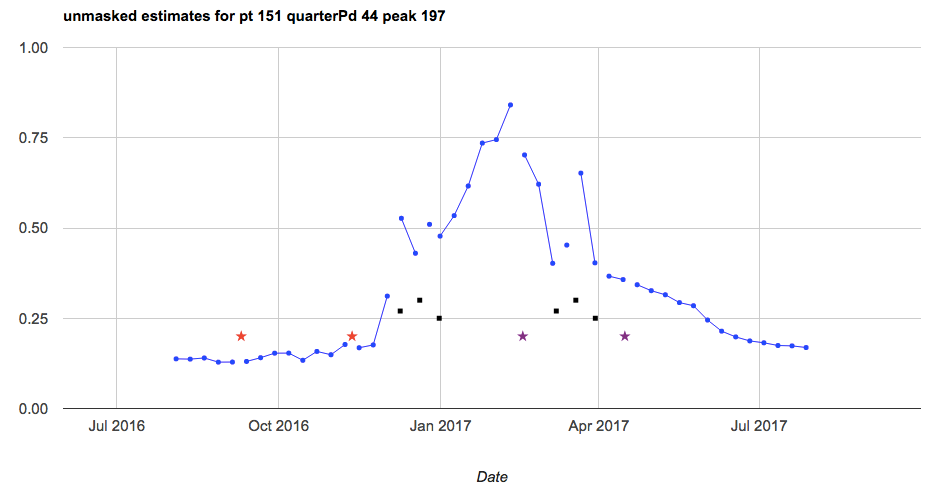 unmasked estimates for pt 151 quarterPd 44 peak 197
1.00
0.75
0.50
0.25
0.00
Jul 2016 Oct 2016 Jan 2017 Apr 2017 Jul 2017
Date